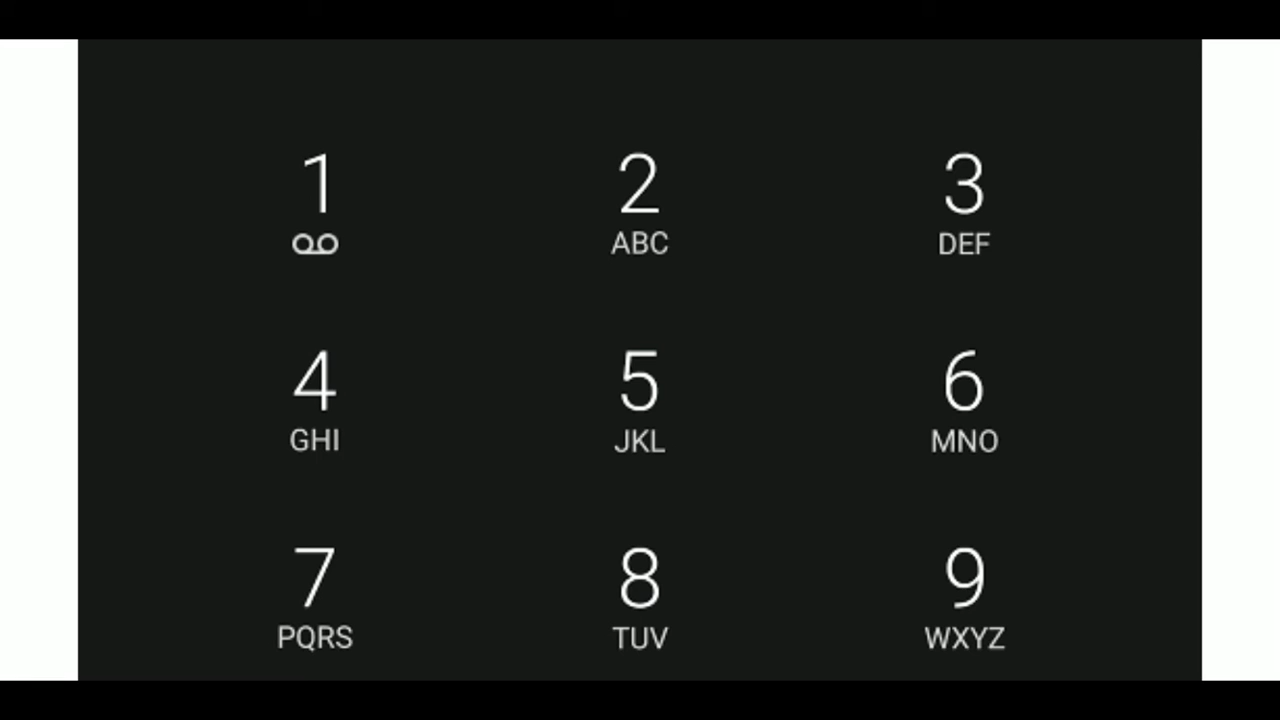 1 2 3
ABC DEF
4 5 6
GHI JKL MNO
7 8 9
PQRS TUV WXYZ